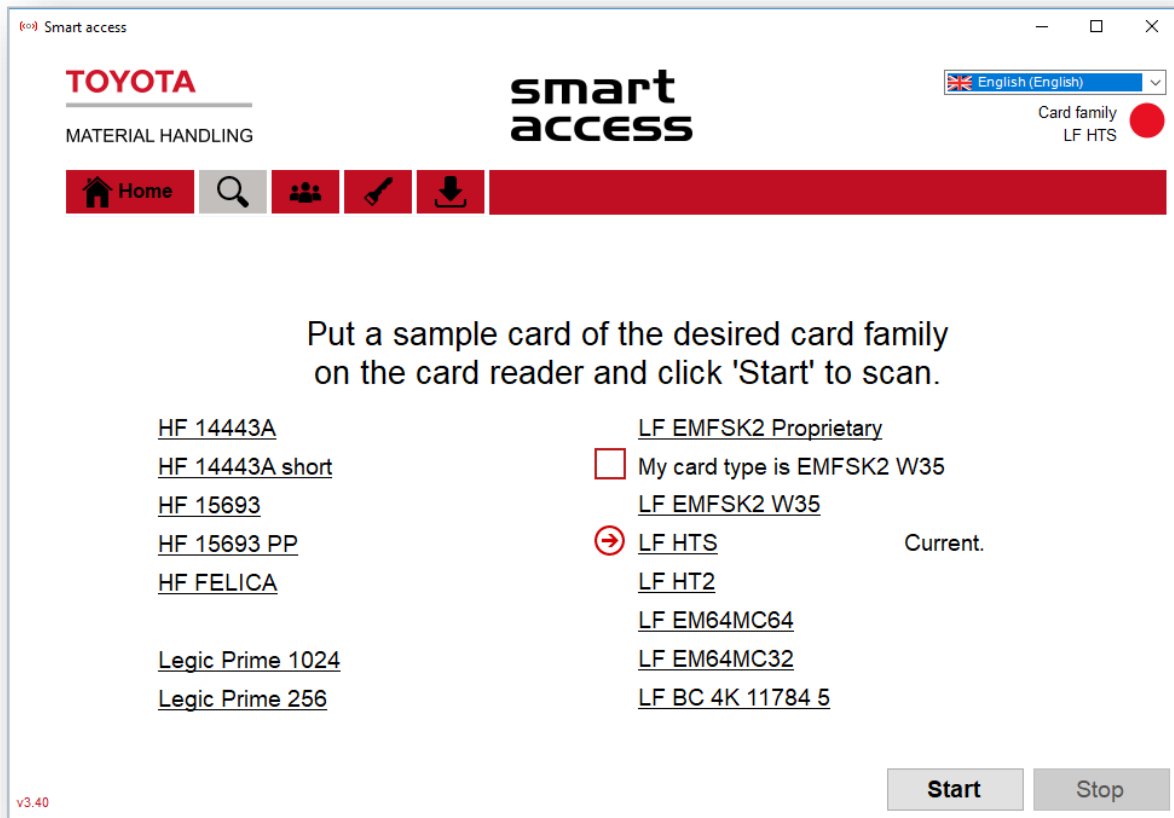 Smart access
TOYOTA
MATERIAL HANDLING
smart
access
English (English)
Card family
LF HTS
Home
Put a sample card of the desired card family
on the card reader and click 'Start' to scan.
HF 14443A
HF 14443A short
HF 15693
HF 15693 PP
HF FELICA
Legic Prime 1024
Legic Prime 256
LF EMFSK2 Proprietary
My card type is EMFSK2 W35
LF EMFSK2 W35
LF HTS Current.
LF HT2
LF EM64MC64
LF EM64MC32
LF BC 4K 11784 5
Start Stop
v3.40